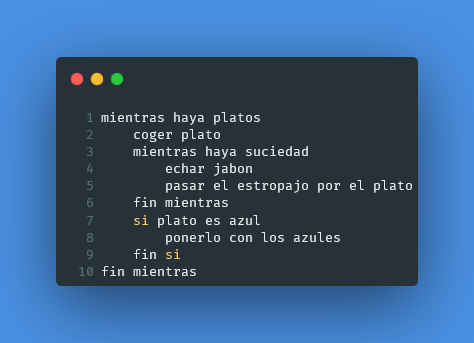 1 mientras haya platos
2 coger plato
3 mientras haya suciedad
4 echar jabon
5 pasar el estropajo por el plato
6 fin mientras
7 si plato es azul
8 ponerlo con los azules
9 fin si
10 fin mientras